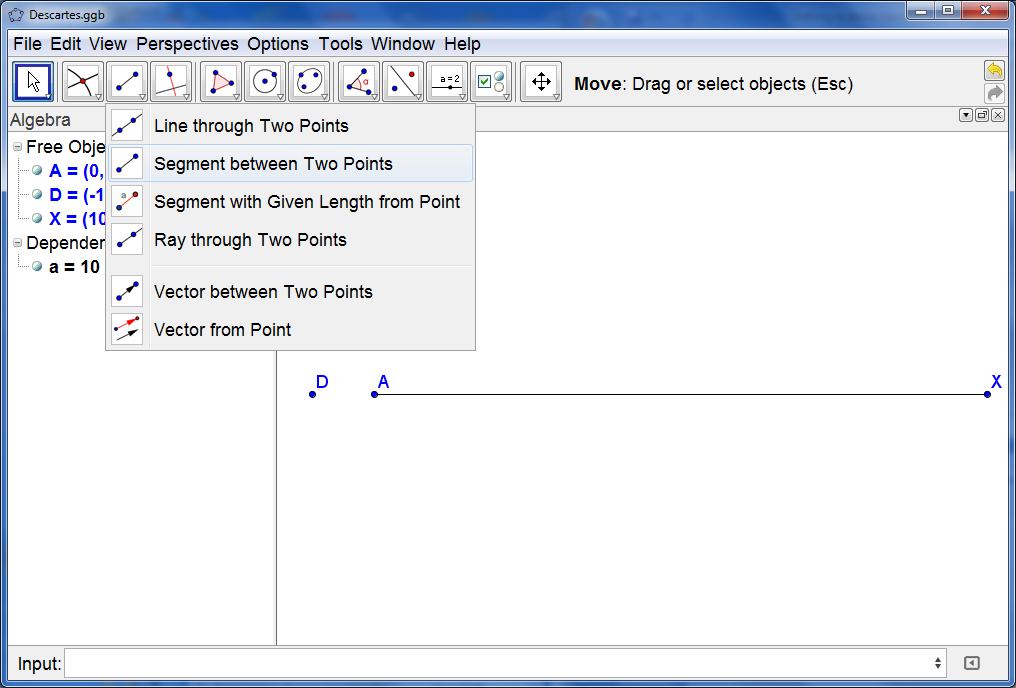 Descartes.ggb
File Edit View Perspectives Options Tools Window Help
a=2
Move: Drag or select objects (Esc)
Algebra
Free Obje
A = (0,
D = (-1
X = (10
Depender
a = 10
Line through Two Points
Segment between Two Points
a
Segment with Given Length from Point
Ray through Two Points
Vector between Two Points
Vector from Point
D A X
Input: